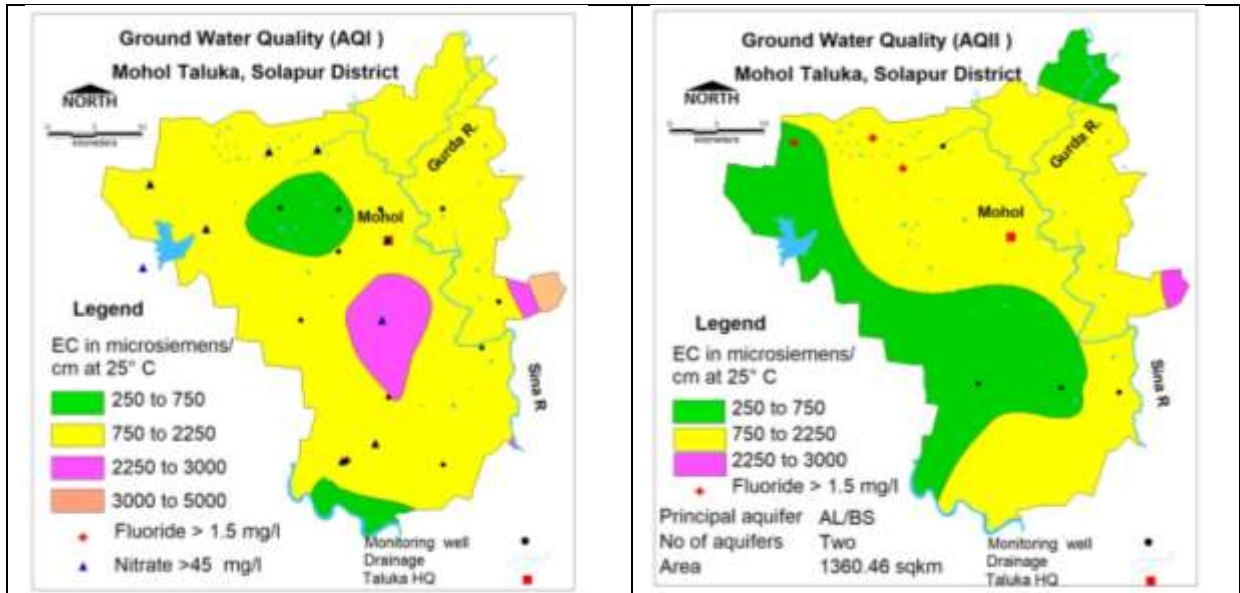 Ground Water Quality (AQI )
Mohol Taluka, Solapur District
NORTH
kilometers
Gurda R.
Mohol
Legend
EC in microsiemens/
cm at 25° C
250 to 750
750 to 2250
2250 to 3000
3000 to 5000
Fluoride > 1.5 mg/l
Nitrate >45 mg/l
Sina R
Monitoring well
Drainage
Taluka HQ
Ground Water Quality (AQII )
Mohol Taluka, Solapur District
NORTH
kilometers
Gurda R.
Mohol
Legend
EC in microsiemens/
cm at 25° C
250 to 750
750 to 2250
2250 to 3000
Fluoride > 1.5 mg/l
Sina R
Principal aquifer AL/BS
No of aquifers Two
Area 1360.46 sqkm
Monitoring well
Drainage
Taluka HQ